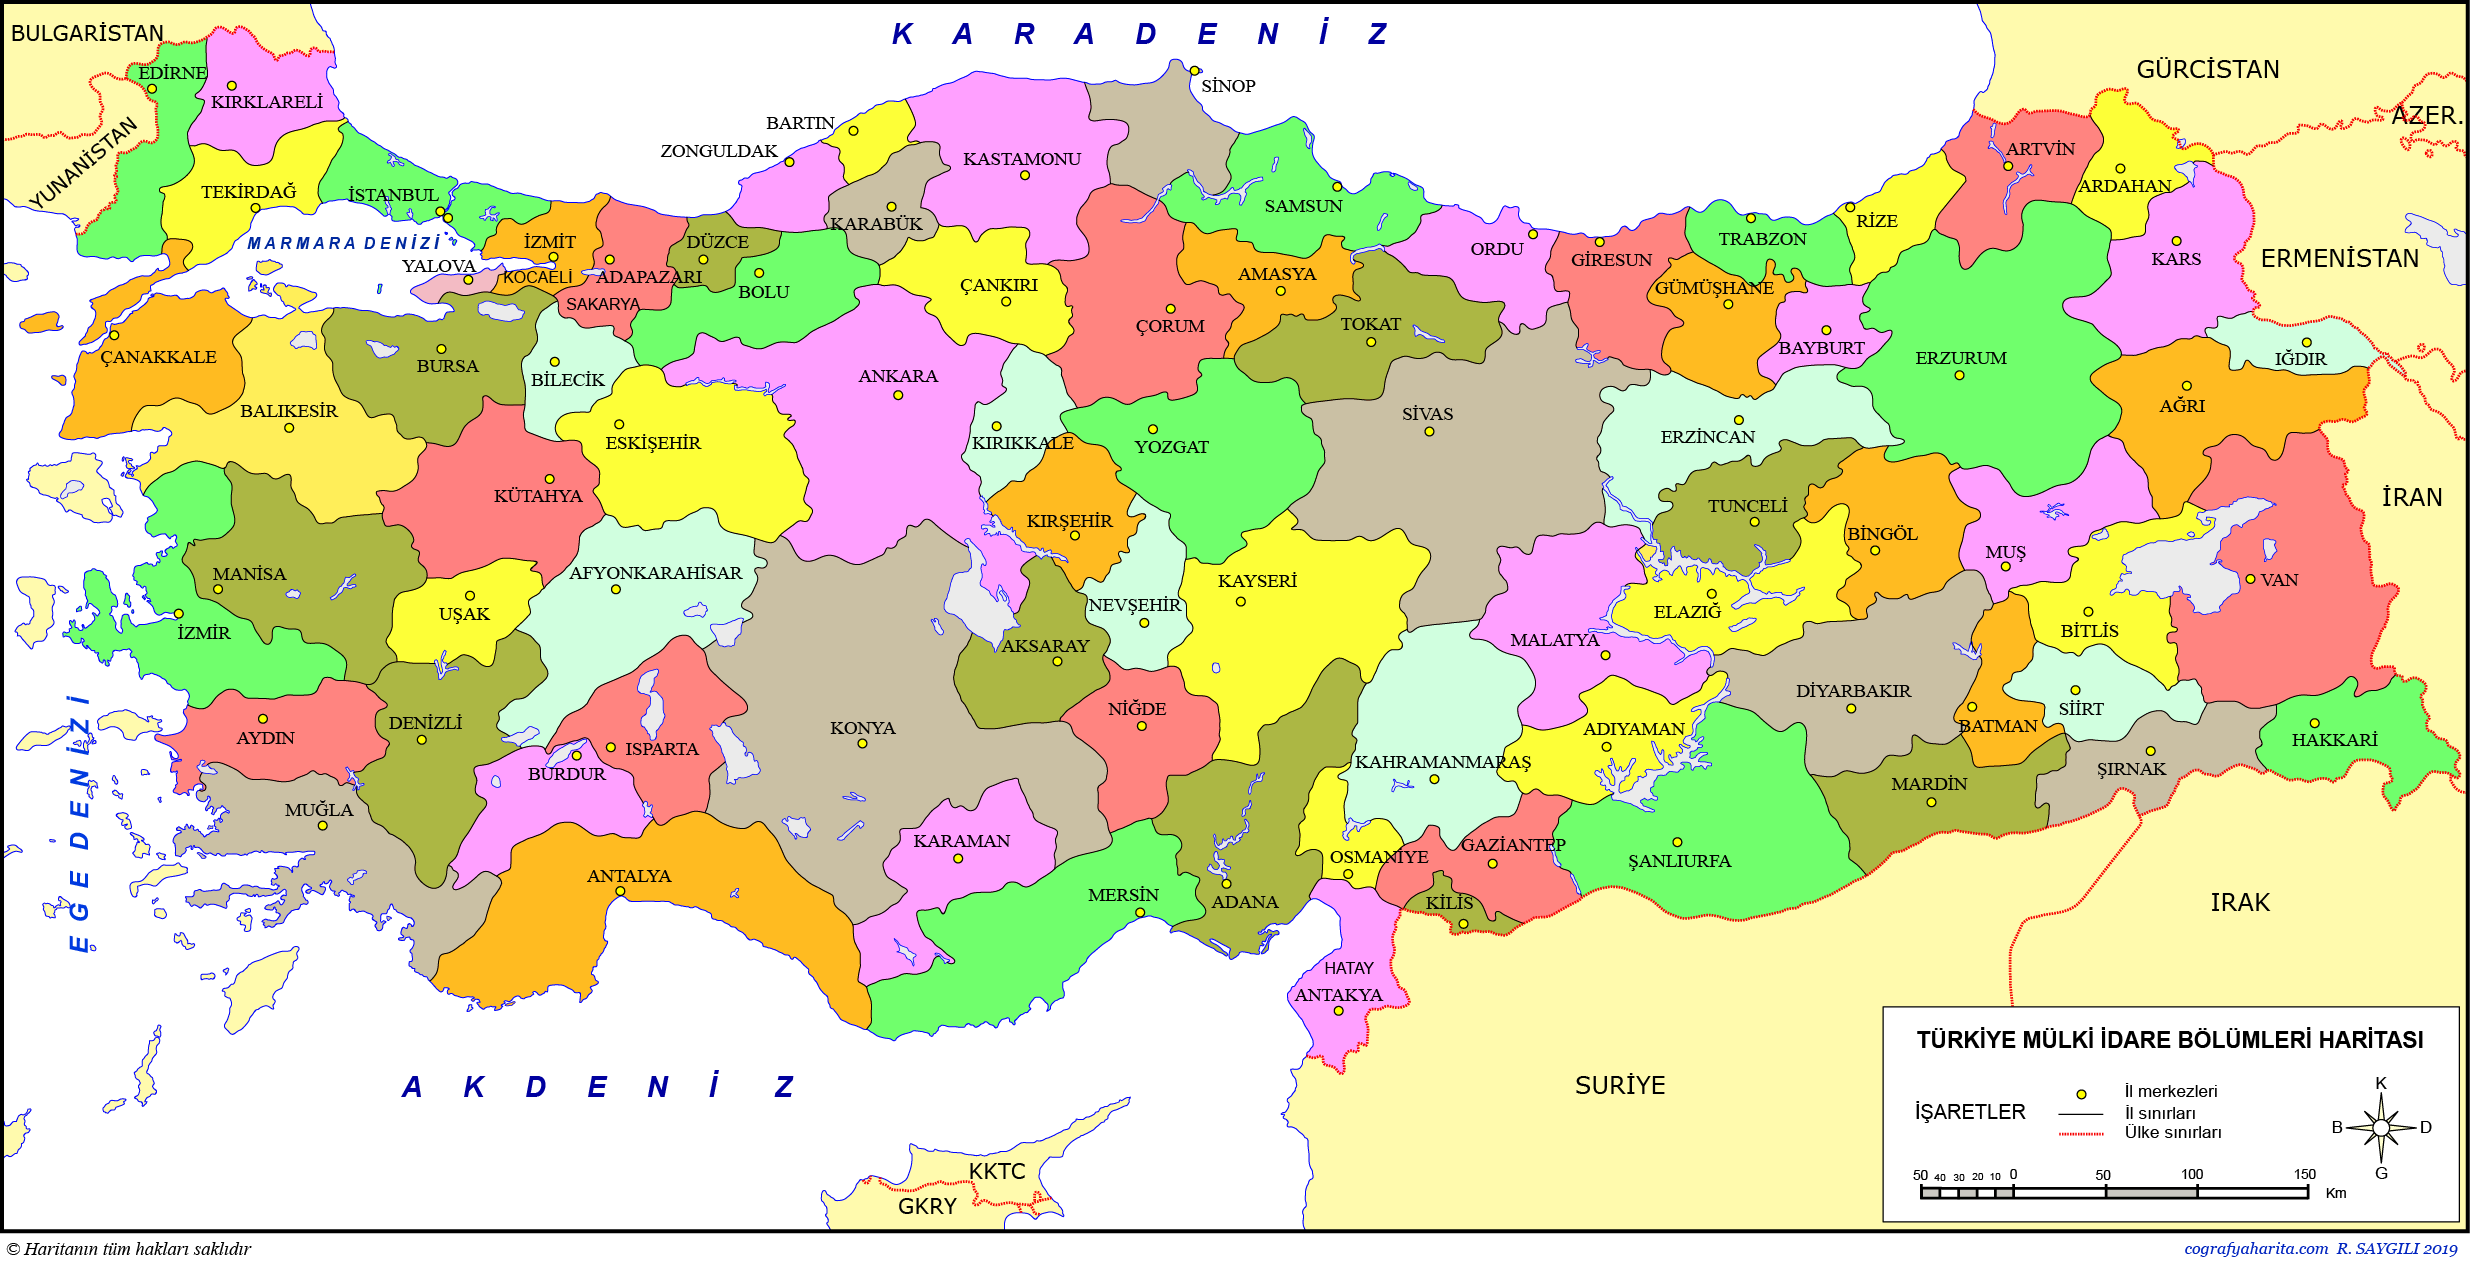 K A R A D E N İ Z
BULGARİSTAN
GÜRCİSTAN
EDİRNE
SİNOP
KIRKLARELİ
AZER.
BARTIN
YUNANİSTAN
ZONGULDAK
KASTAMONU
ARTVİN
TEKİRDAĞ
İSTANBUL
ARDAHAN
SAMSUN
KARABÜK
RİZE
MARMARA DENİZİ
İZMİT
DÜZCE
TRABZON
ORDU
GİRESUN
KARS
ERMENİSTAN
YALOVA
KOCAELİ
ADAPAZARI
AMASYA
BOLU
ÇANKIRI
GÜMÜŞHANE
SAKARYA
ÇORUM
TOKAT
BAYBURT
ÇANAKKALE
ERZURUM
IĞDIR
BURSA
BİLECİK
ANKARA
BALIKESİR
SİVAS
AĞRI
ESKİŞEHİR
KIRIKKALE
YOZGAT
ERZİNCAN
KÜTAHYA
İRAN
TUNCELİ
KIRŞEHİR
BİNGÖL
MUŞ
MANİSA
AFYONKARAHİSAR
KAYSERİ
VAN
UŞAK
NEVŞEHİR
ELAZIĞ
İZMİR
BİTLİS
AKSARAY
MALATYA
DİYARBAKIR
NİĞDE
SİİRT
DENİZLİ
KONYA
ADIYAMAN
BATMAN
AYDIN
ISPARTA
HAKKARİ
EGE DENİZİ
BURDUR
KAHRAMANMARAŞ
ŞIRNAK
MARDİN
MUĞLA
KARAMAN
GAZİANTEP
OSMANİYE
ŞANLIURFA
ANTALYA
MERSİN
ADANA
KİLİS
IRAK
HATAY
ANTAKYA
A K D E N İ Z
SURİYE
KKTC
GKRY
TÜRKİYE MÜLKİ İDARE BÖLÜMLERİ HARİTASI
İŞARETLER
İl merkezleri
İl sınırları
Ülke sınırları
K
B D
G
50 40 30 20 10 0 50 100 150
Km
© Haritanın tüm hakları saklıdır
cografyaharita.com R. SAYGILI 2019